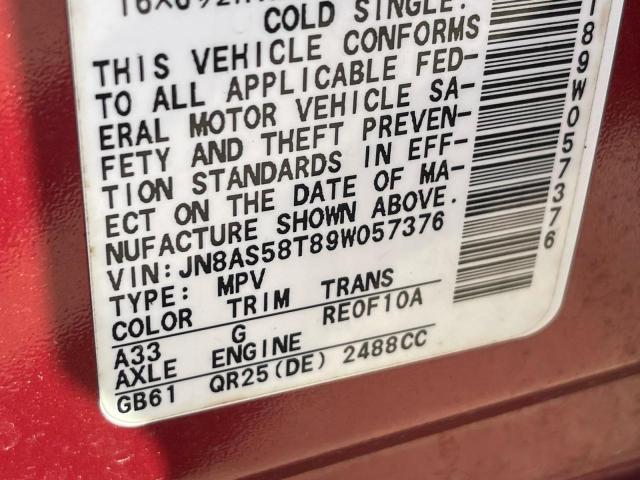 COLD SINGLE:
THIS VEHICLE CONFORMS
TO ALL APPLICABLE FED-
ERAL MOTOR VEHICLE SA-
FETY AND THEFT PREVEN-
TION STANDARDS IN EFF-
ECT ON THE DATE OF MA-
NUFACTURE SHOWN ABOVE.
VIN:JN8AS58T89W057376
TYPE: MPV
COLOR TRIM TRANS
A33 G RE0F10A
AXLE ENGINE
GB61 QR25(DE) 2488CC
T89W057376